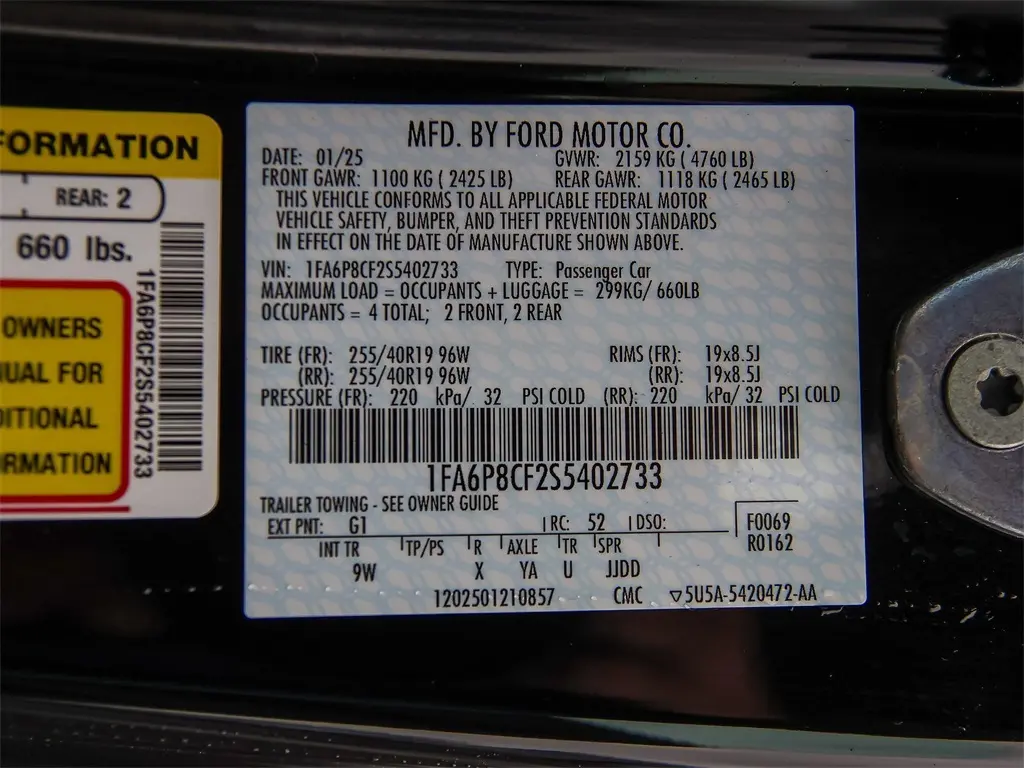 FORMATION
REAR: 2
660 lbs.
OWNERS
UAL FOR
DITIONAL
RMATION
1FA6P8CF2S5402733
MFD. BY FORD MOTOR CO.
DATE: 01/25 GVWR: 2159 KG ( 4760 LB)
FRONT GAWR: 1100 KG ( 2425 LB) REAR GAWR: 1118 KG ( 2465 LB)
THIS VEHICLE CONFORMS TO ALL APPLICABLE FEDERAL MOTOR
VEHICLE SAFETY, BUMPER, AND THEFT PREVENTION STANDARDS
IN EFFECT ON THE DATE OF MANUFACTURE SHOWN ABOVE.
VIN: 1FA6P8CF2S5402733 TYPE: Passenger Car
MAXIMUM LOAD = OCCUPANTS + LUGGAGE = 299KG/ 660LB
OCCUPANTS = 4 TOTAL; 2 FRONT, 2 REAR
TIRE (FR): 255/40R19 96W RIMS (FR): 19x8.5J
(RR): 255/40R19 96W (RR): 19x8.5J
PRESSURE (FR): 220 kPa/ 32 PSI COLD (RR): 220 kPa/ 32 PSI COLD
1FA6P8CF2S5402733
TRAILER TOWING - SEE OWNER GUIDE
EXT PNT: G1 RC: 52 DSO: F0069
R0162
INT TR TP/PS R AXLE TR SPR
9W X YA U JJDD
1202501210857 CMC ▽5U5A-5420472-AA